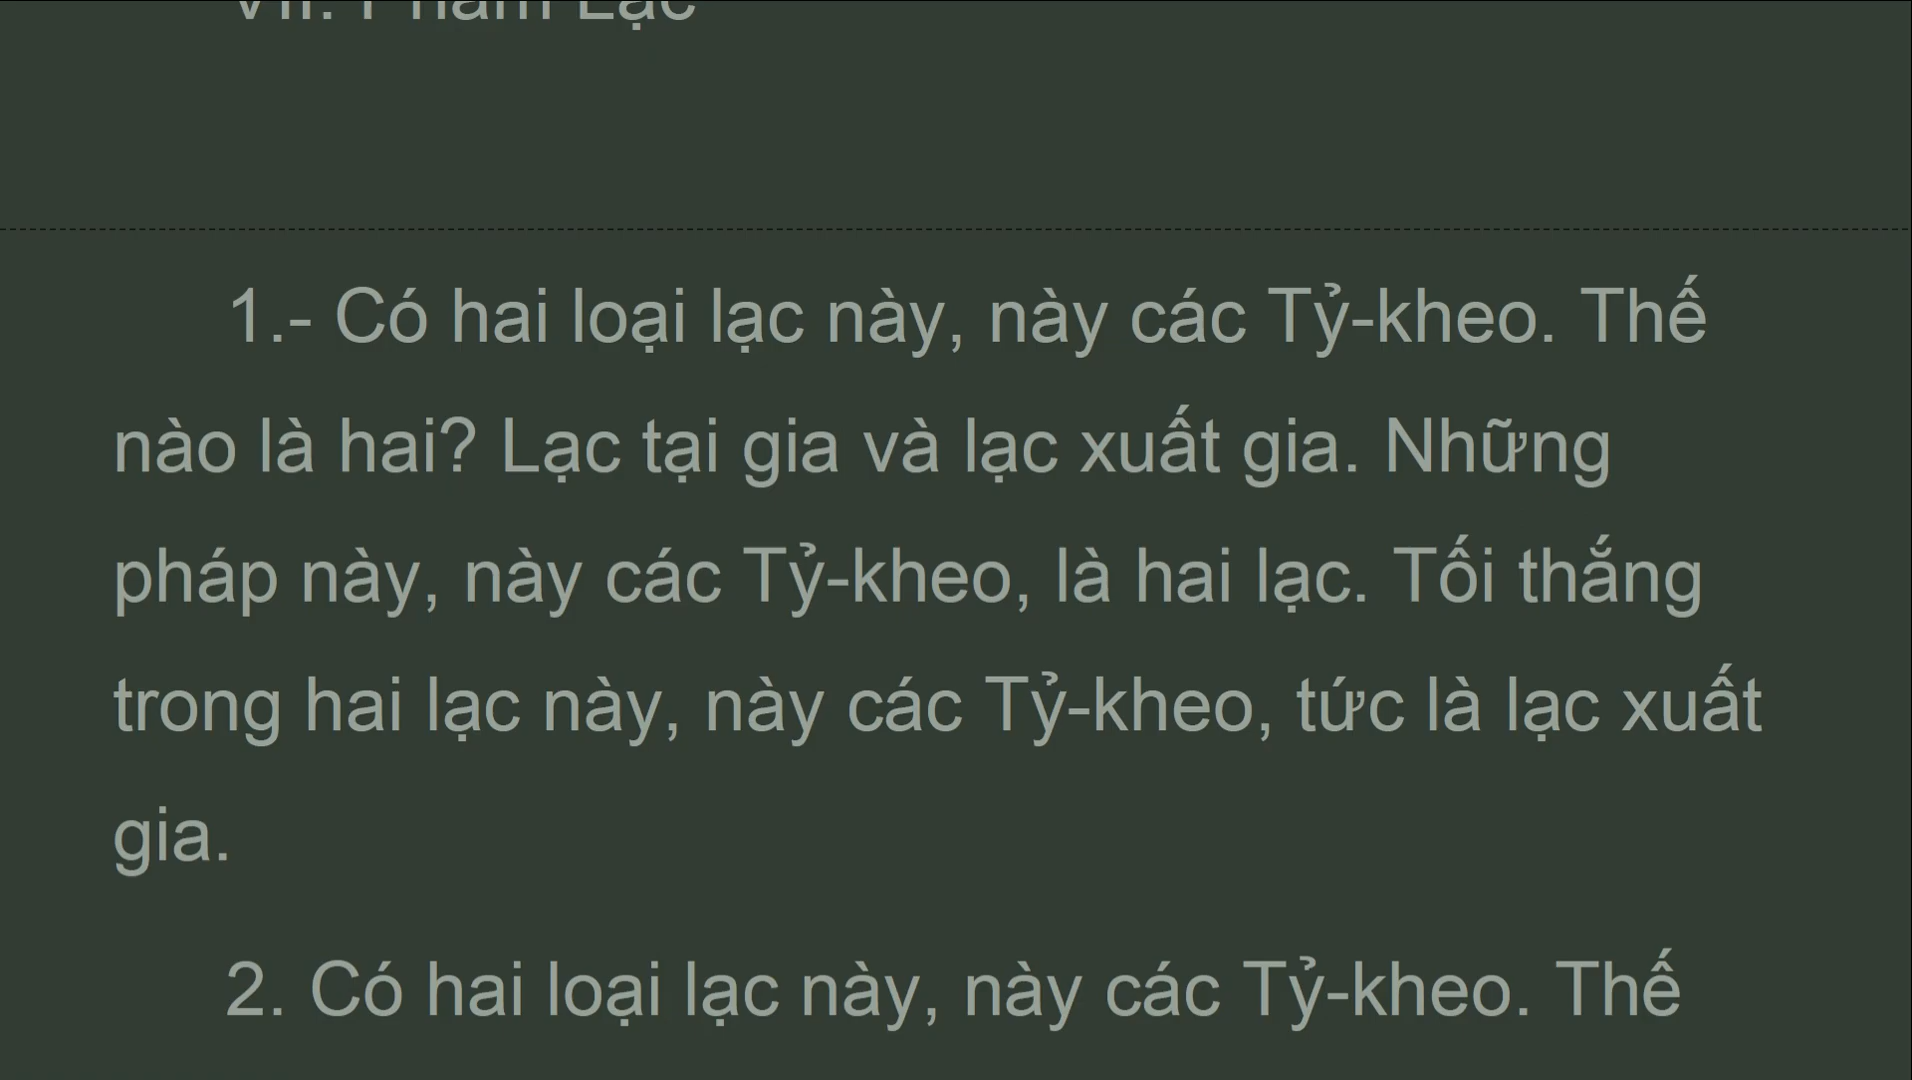 VII. Phẩm Lạc
1.- Có hai loại lạc này, này các Tỷ-kheo. Thế
nào là hai? Lạc tại gia và lạc xuất gia. Những
pháp này, này các Tỷ-kheo, là hai lạc. Tối thắng
trong hai lạc này, này các Tỷ-kheo, tức là lạc xuất
gia.
2. Có hai loại lạc này, này các Tỷ-kheo. Thế